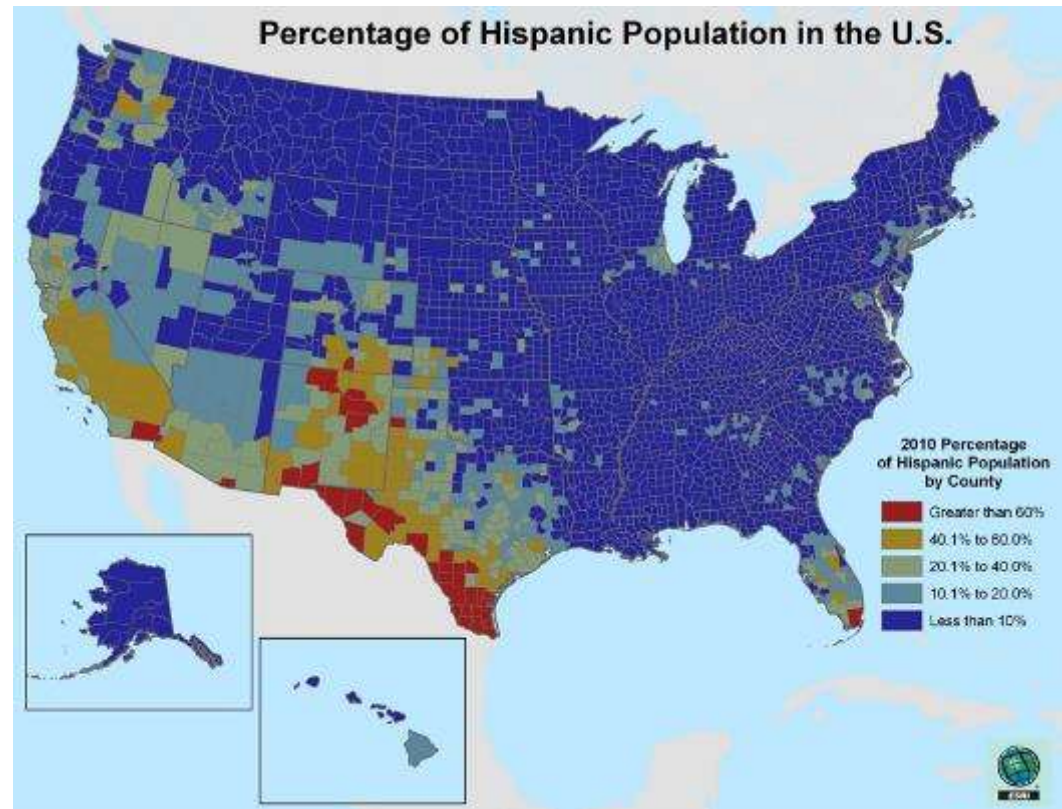 Percentage of Hispanic Population in the U.S.
2010 Percentage
of Hispanic Population
by County
Greater than 60%
40.1% to 60.0%
20.1% to 40.0%
10.1% to 20.0%
Less than 10%
ESRI